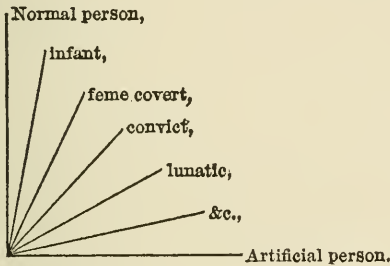 Normal person,
infant,
feme covert,
convict,
lunatic,
&c.,
Artificial person.